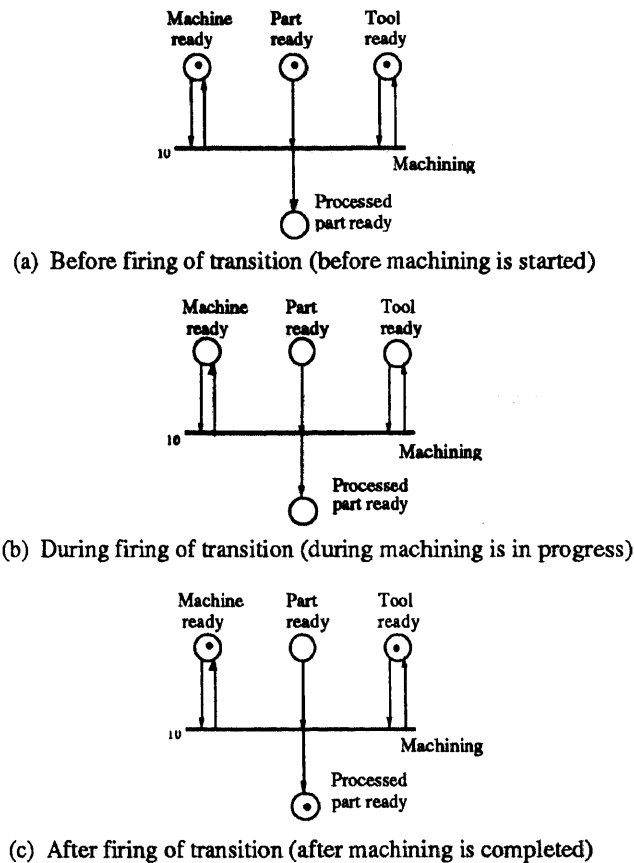 Machine Part Tool
ready ready ready
10
Machining
Processed
part ready
(a) Before firing of transition (before machining is started)
Machine Part Tool
ready ready ready
10
Machining
Processed
part ready
(b) During firing of transition (during machining is in progress)
Machine Part Tool
ready ready ready
10
Machining
Processed
part ready
(c) After firing of transition (after machining is completed)